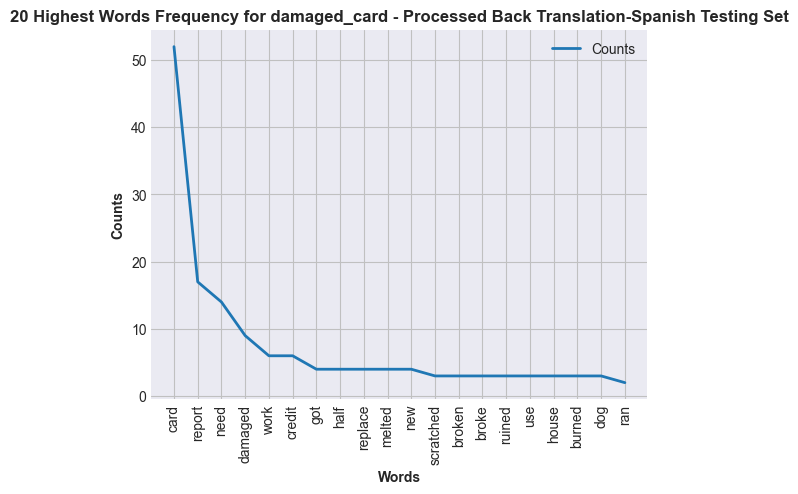 20 Highest Words Frequency for damaged_card - Processed Back Translation-Spanish Testing Set
Counts
50
40
30
20
10
0
Counts
card
report
need
damaged
work
credit
got
half
replace
melted
new
scratched
broken
broke
ruined
use
house
burned
dog
ran
Words